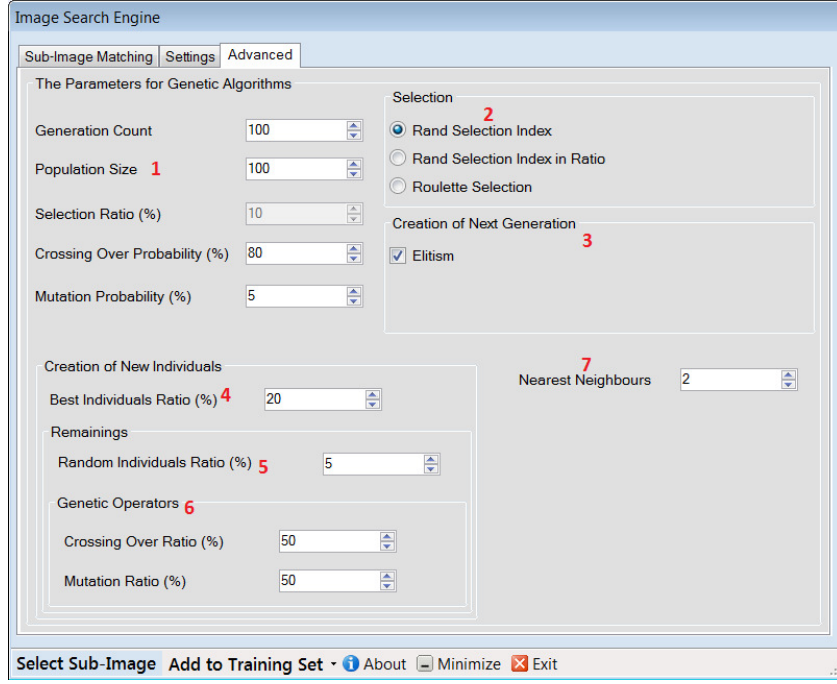 Image Search Engine
Sub-Image Matching Settings Advanced
The Parameters for Genetic Algorithms
Generation Count 100
Population Size 1 100
Selection Ratio (%) 10
Crossing Over Probability (%) 80
Mutation Probability (%) 5
Selection
2
Rand Selection Index
Rand Selection Index in Ratio
Roulette Selection
Creation of Next Generation
3
Elitism
Creation of New Individuals
Best Individuals Ratio (%) 4 20
Remainings
Random Individuals Ratio (%) 5 5
Genetic Operators 6
Crossing Over Ratio (%) 50
Mutation Ratio (%) 50
7
Nearest Neighbours 2
Select Sub-Image Add to Training Set About Minimize Exit